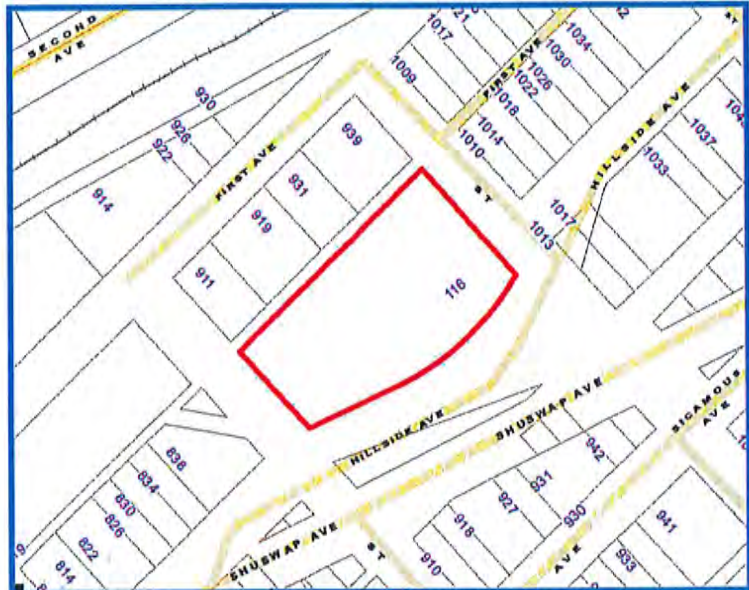 SECOND
AVE
930
926
922
914
FIRST AVE
939
931
919
911
1017
1009
FIRST AVE
1034
1030
1026
1022
1018
1014
1010
ST
ST
HILLSIDE AVE
1037
1033
1017
1013
116
HILLSIDE AVE
SHUSWAP AVE
SICAMOUS
AVE
838
834
830
826
822
814
SHUSWAP AVE
ST
942
931
927
918
910
930
AVE
941
933